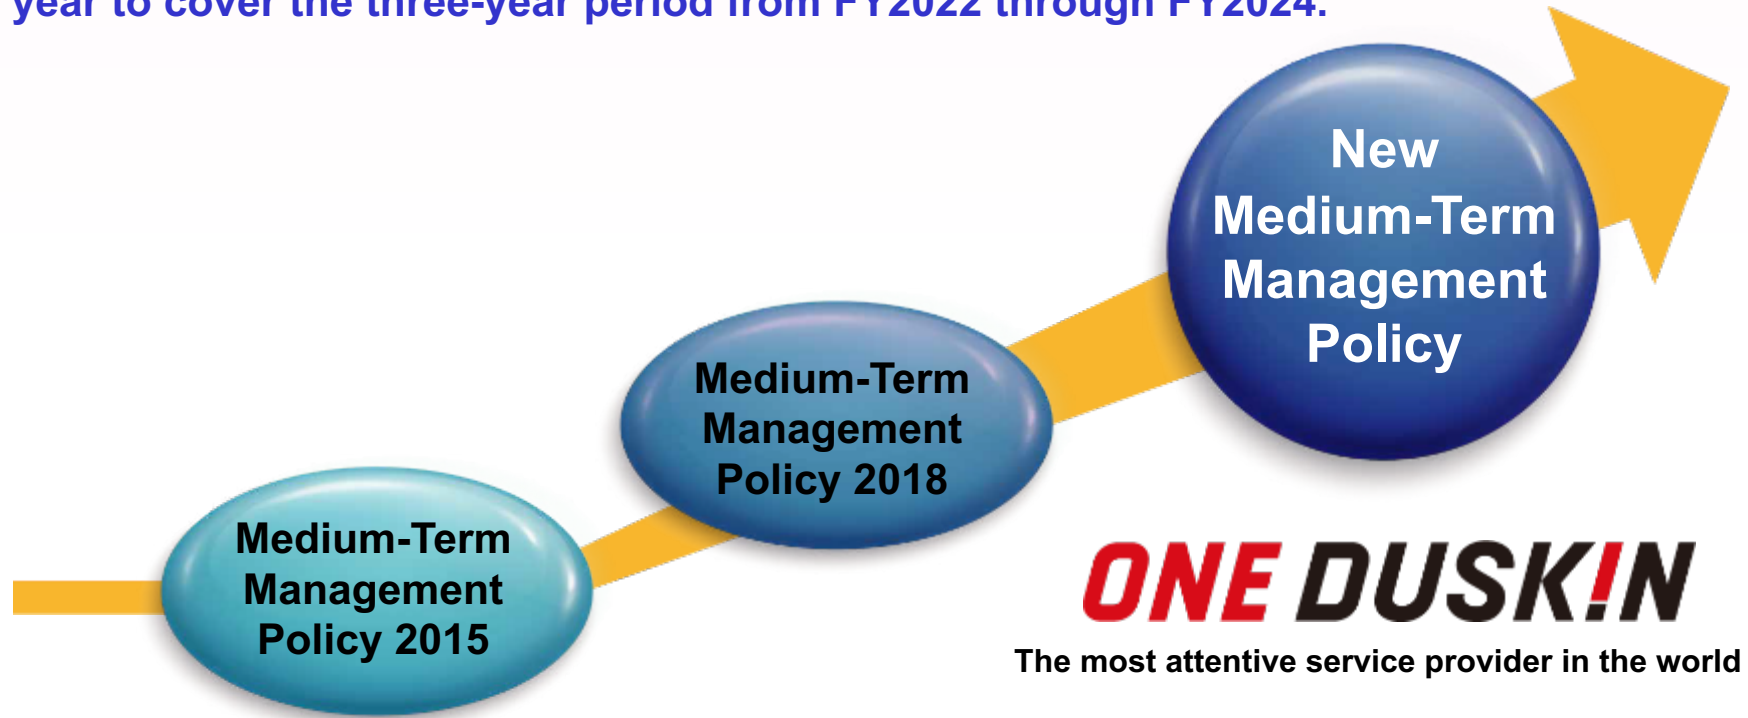 year to cover the three-year period from FY2022 through FY2024.
New
Medium-Term
Management
Policy
Medium-Term
Management
Policy 2018
Medium-Term
Management
Policy 2015
ONE DUSK!N
The most attentive service provider in the world